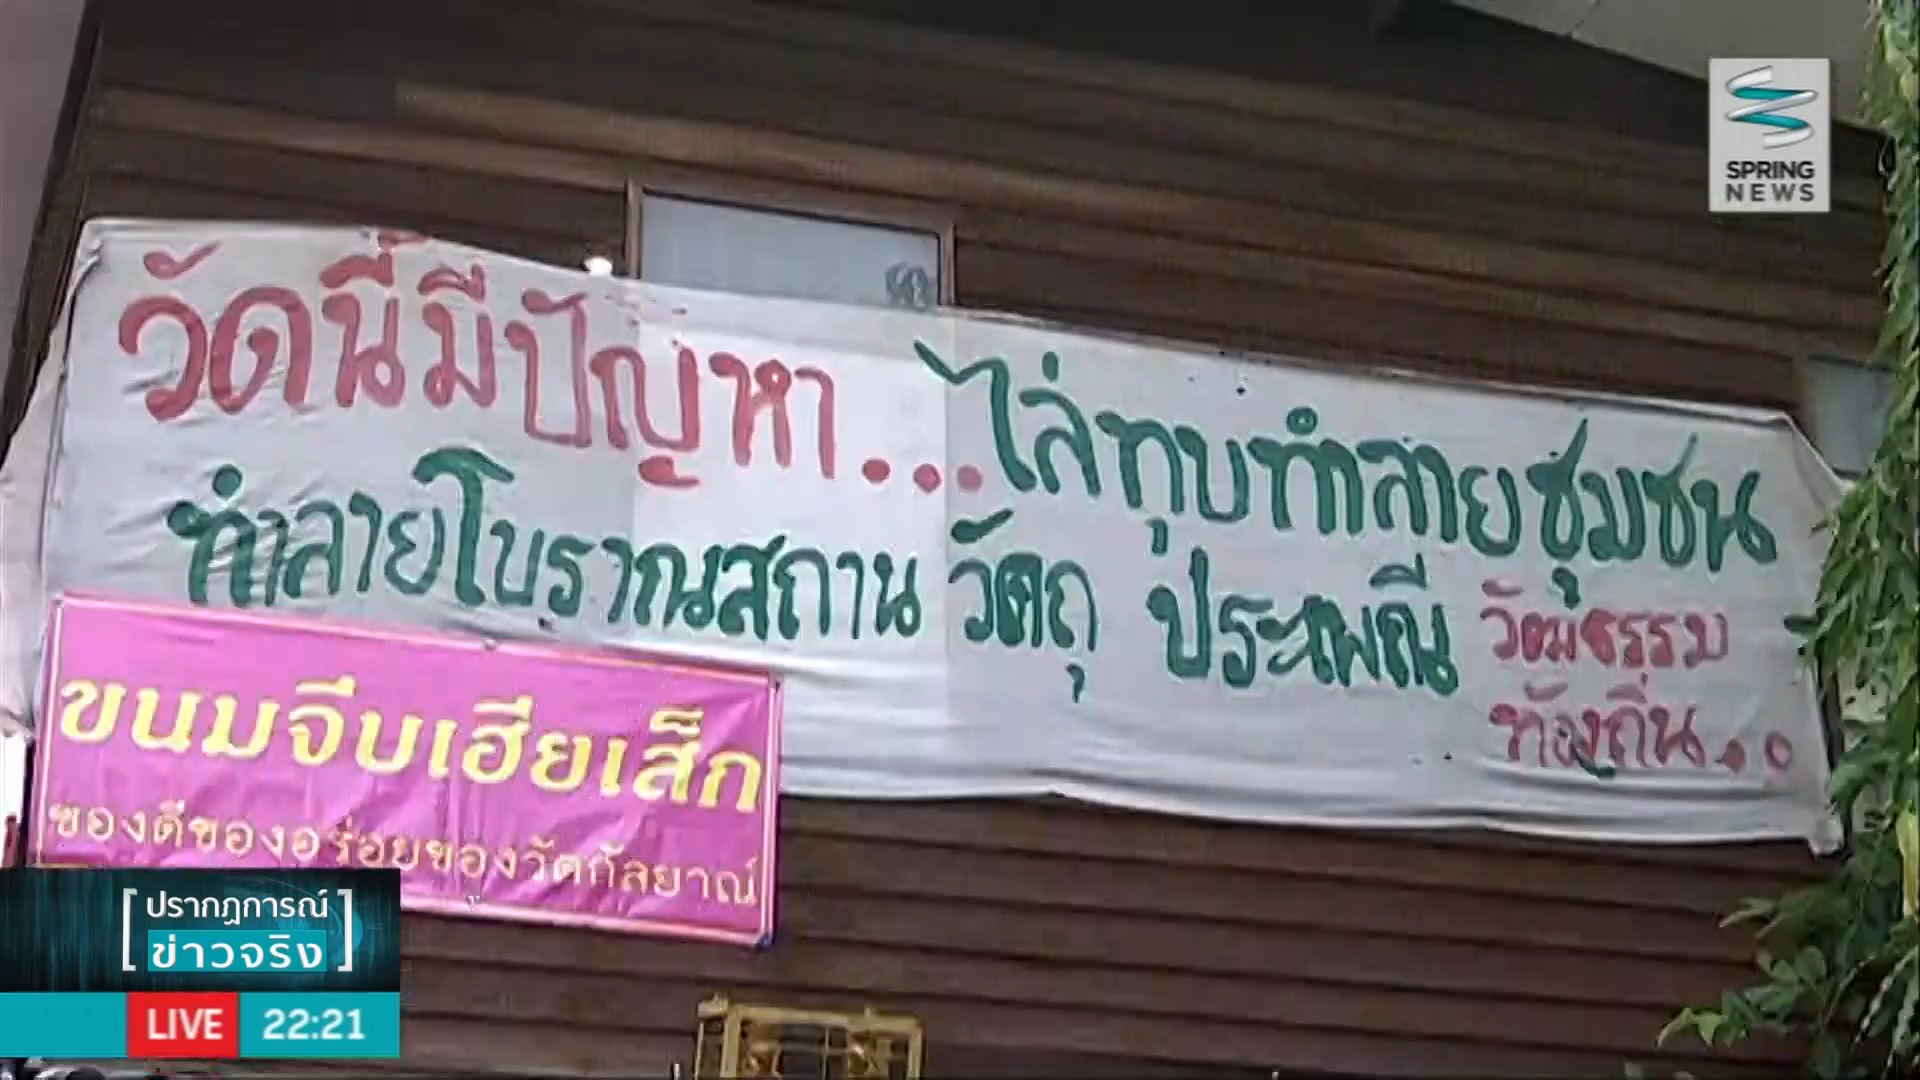 SPRING
NEWS
วัดนี้มีปัญหา...ไล่ทุบทำลายชุมชน
ทำลายโบราณสถาน วัตถุ ประเพณี วัฒนธรรม
ท้องถิ่น...
ขนมจีบเฮียเส็ก
ของดีของอร่อยของวัดกัลยาณ์
ปรากฏการณ์
ข่าวจริง
LIVE 22:21